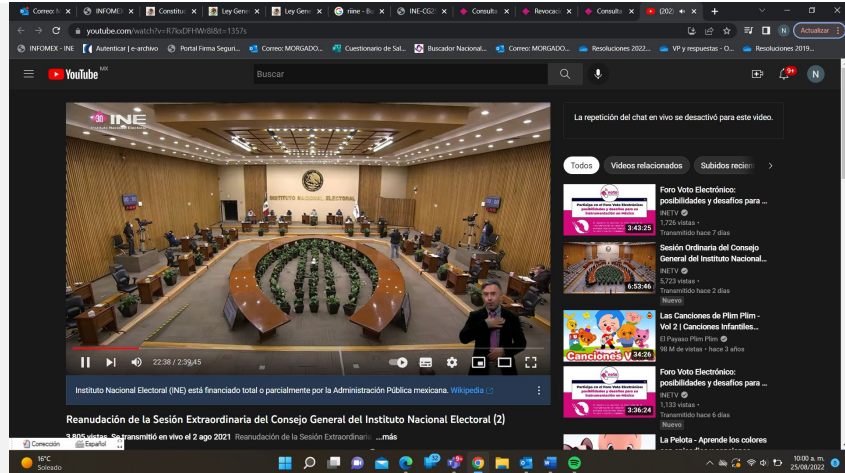 Correo: M
INFOME
Constituc
Ley Gene
Ley Gene
riine - Bu
INE-CG2
Consulta
Revocaci
Consulta
(202)
youtube.com/watch?v=R7kxDFHWr8I&t=1357s
N
Actualizar
INFOMEX - INE
Autenticar | e-archivo
Portal Firma Seguri...
Correo: MORGADO...
Cuestionario de Sal...
Buscador Nacional...
Correo: MORGADO...
Resoluciones 2022...
VP y respuestas - O...
Resoluciones 2019...
YouTube MX
Buscar
9+
N
INE
Instituto Nacional Electoral
INSTITUTO NACIONAL ELECTORAL
22:38 / 2:39:45
Instituto Nacional Electoral (INE) está financiado total o parcialmente por la Administración Pública mexicana. Wikipedia
Reanudación de la Sesión Extraordinaria del Consejo General del Instituto Nacional Electoral (2)
3,805 vistas Se transmitió en vivo el 2 ago 2021 Reanudación de la Sesión Extraordinaria ...más
Corrección
Español
La repetición del chat en vivo se desactivó para este video.
Todos
Videos relacionados
Subidos recien
Foro Voto Electrónico:
posibilidades y desafíos para ...
INETV
1,726 vistas •
Transmitido hace 7 días
3:43:25
Sesión Ordinaria del Consejo
General del Instituto Nacional...
INETV
5,723 vistas •
Transmitido hace 2 días
Nuevo
6:53:46
Las Canciones de Plim Plim -
Vol 2 | Canciones Infantiles...
El Payaso Plim Plim
98 M de vistas • hace 3 años
Canciones V
34:26
Foro Voto Electrónico:
posibilidades y desafíos para ...
INETV
1,133 vistas •
Transmitido hace 6 días
Nuevo
3:36:24
La Pelota - Aprende los colores
16°C
Soleado
10:00 a. m.
25/08/2022